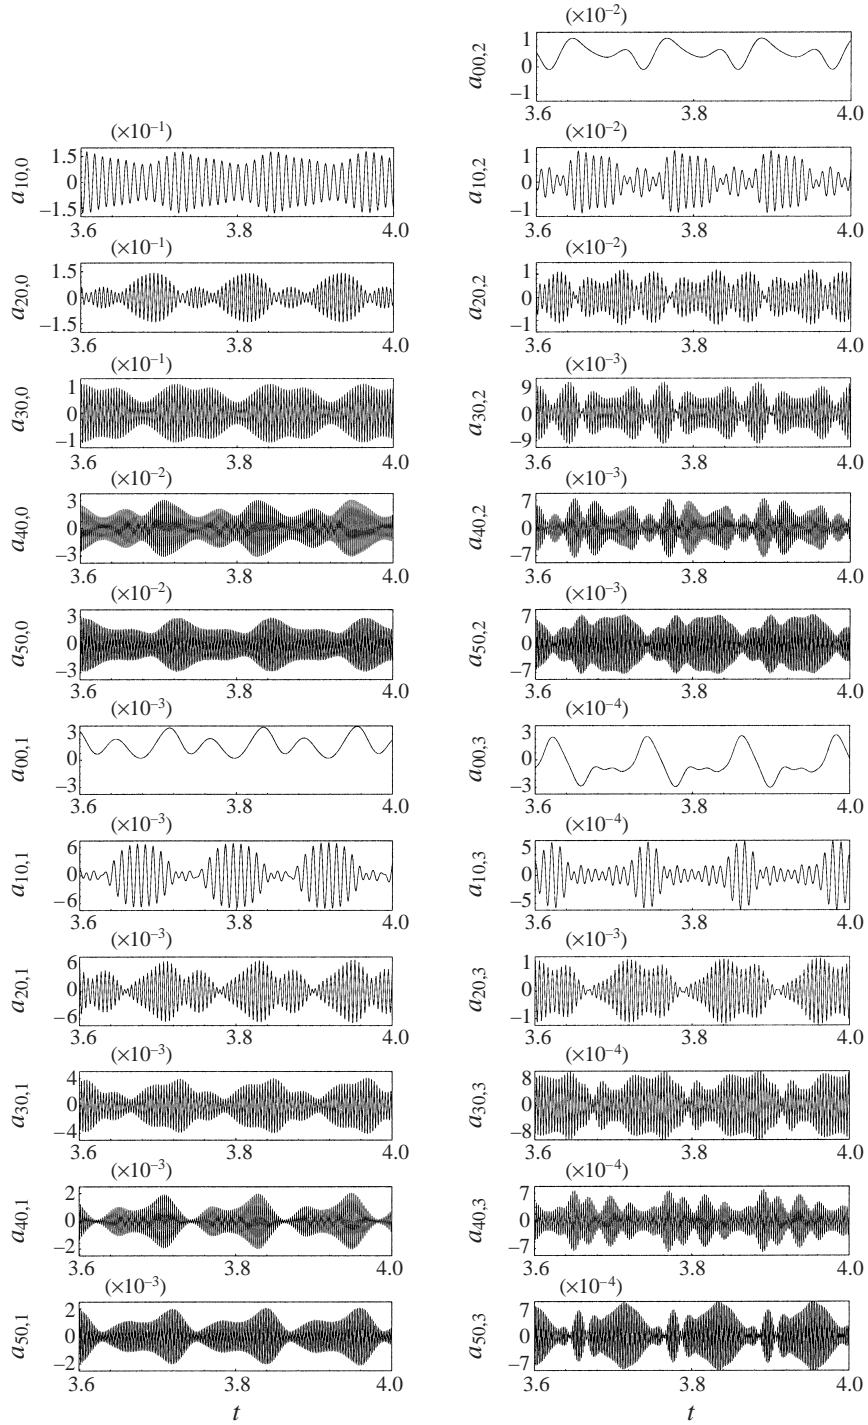 (×10⁻²)
a₀₀,₂
1
0
−1
3.6 3.8 4.0
(×10⁻¹)
a₁₀,₀
1.5
0
−1.5
3.6 3.8 4.0
(×10⁻²)
a₁₀,₂
1
0
−1
3.6 3.8 4.0
(×10⁻¹)
a₂₀,₀
1.5
0
−1.5
3.6 3.8 4.0
(×10⁻²)
a₂₀,₂
1
0
−1
3.6 3.8 4.0
(×10⁻¹)
a₃₀,₀
1
0
−1
3.6 3.8 4.0
(×10⁻³)
a₃₀,₂
9
0
−9
3.6 3.8 4.0
(×10⁻²)
a₄₀,₀
3
0
−3
3.6 3.8 4.0
(×10⁻³)
a₄₀,₂
7
0
−7
3.6 3.8 4.0
(×10⁻²)
a₅₀,₀
3
0
−3
3.6 3.8 4.0
(×10⁻³)
a₅₀,₂
7
0
−7
3.6 3.8 4.0
(×10⁻³)
a₀₀,₁
3
0
−3
3.6 3.8 4.0
(×10⁻⁴)
a₀₀,₃
3
0
−3
3.6 3.8 4.0
(×10⁻³)
a₁₀,₁
6
0
−6
3.6 3.8 4.0
(×10⁻⁴)
a₁₀,₃
5
0
−5
3.6 3.8 4.0
(×10⁻³)
a₂₀,₁
6
0
−6
3.6 3.8 4.0
(×10⁻³)
a₂₀,₃
1
0
−1
3.6 3.8 4.0
(×10⁻³)
a₃₀,₁
4
0
−4
3.6 3.8 4.0
(×10⁻⁴)
a₃₀,₃
8
0
−8
3.6 3.8 4.0
(×10⁻³)
a₄₀,₁
2
0
−2
3.6 3.8 4.0
(×10⁻⁴)
a₄₀,₃
7
0
−7
3.6 3.8 4.0
(×10⁻³)
a₅₀,₁
2
0
−2
3.6 3.8 4.0
t
(×10⁻⁴)
a₅₀,₃
7
0
−7
3.6 3.8 4.0
t